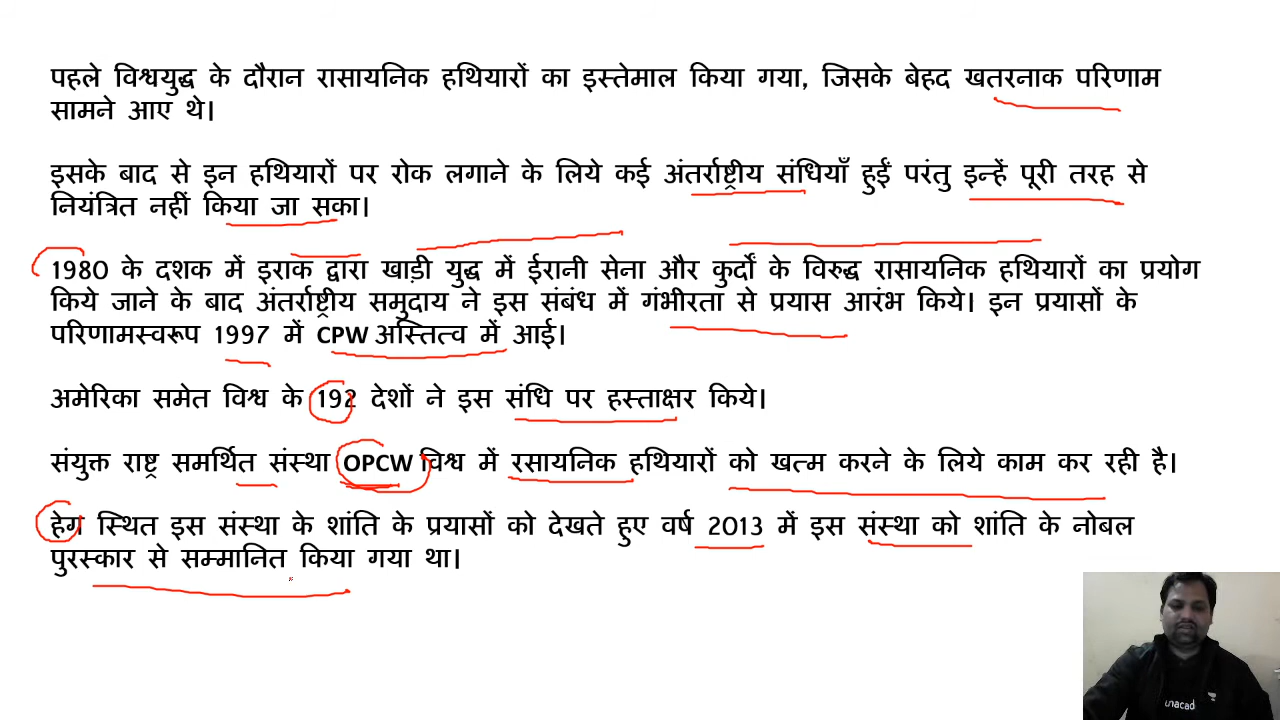 पहले विश्वयुद्ध के दौरान रासायनिक हथियारों का इस्तेमाल किया गया, जिसके बेहद खतरनाक परिणाम
सामने आए थे।
इसके बाद से इन हथियारों पर रोक लगाने के लिये कई अंतर्राष्ट्रीय संधियाँ हुईं परंतु इन्हें पूरी तरह से
नियंत्रित नहीं किया जा सका।
1980 के दशक में इराक द्वारा खाड़ी युद्ध में ईरानी सेना और कुर्दों के विरुद्ध रासायनिक हथियारों का प्रयोग
किये जाने के बाद अंतर्राष्ट्रीय समुदाय ने इस संबंध में गंभीरता से प्रयास आरंभ किये। इन प्रयासों के
परिणामस्वरूप 1997 में CPW अस्तित्व में आई।
अमेरिका समेत विश्व के 192 देशों ने इस संधि पर हस्ताक्षर किये।
संयुक्त राष्ट्र समर्थित संस्था OPCW विश्व में रसायनिक हथियारों को खत्म करने के लिये काम कर रही है।
हेग स्थित इस संस्था के शांति के प्रयासों को देखते हुए वर्ष 2013 में इस संस्था को शांति के नोबल
पुरस्कार से सम्मानित किया गया था।
unacad